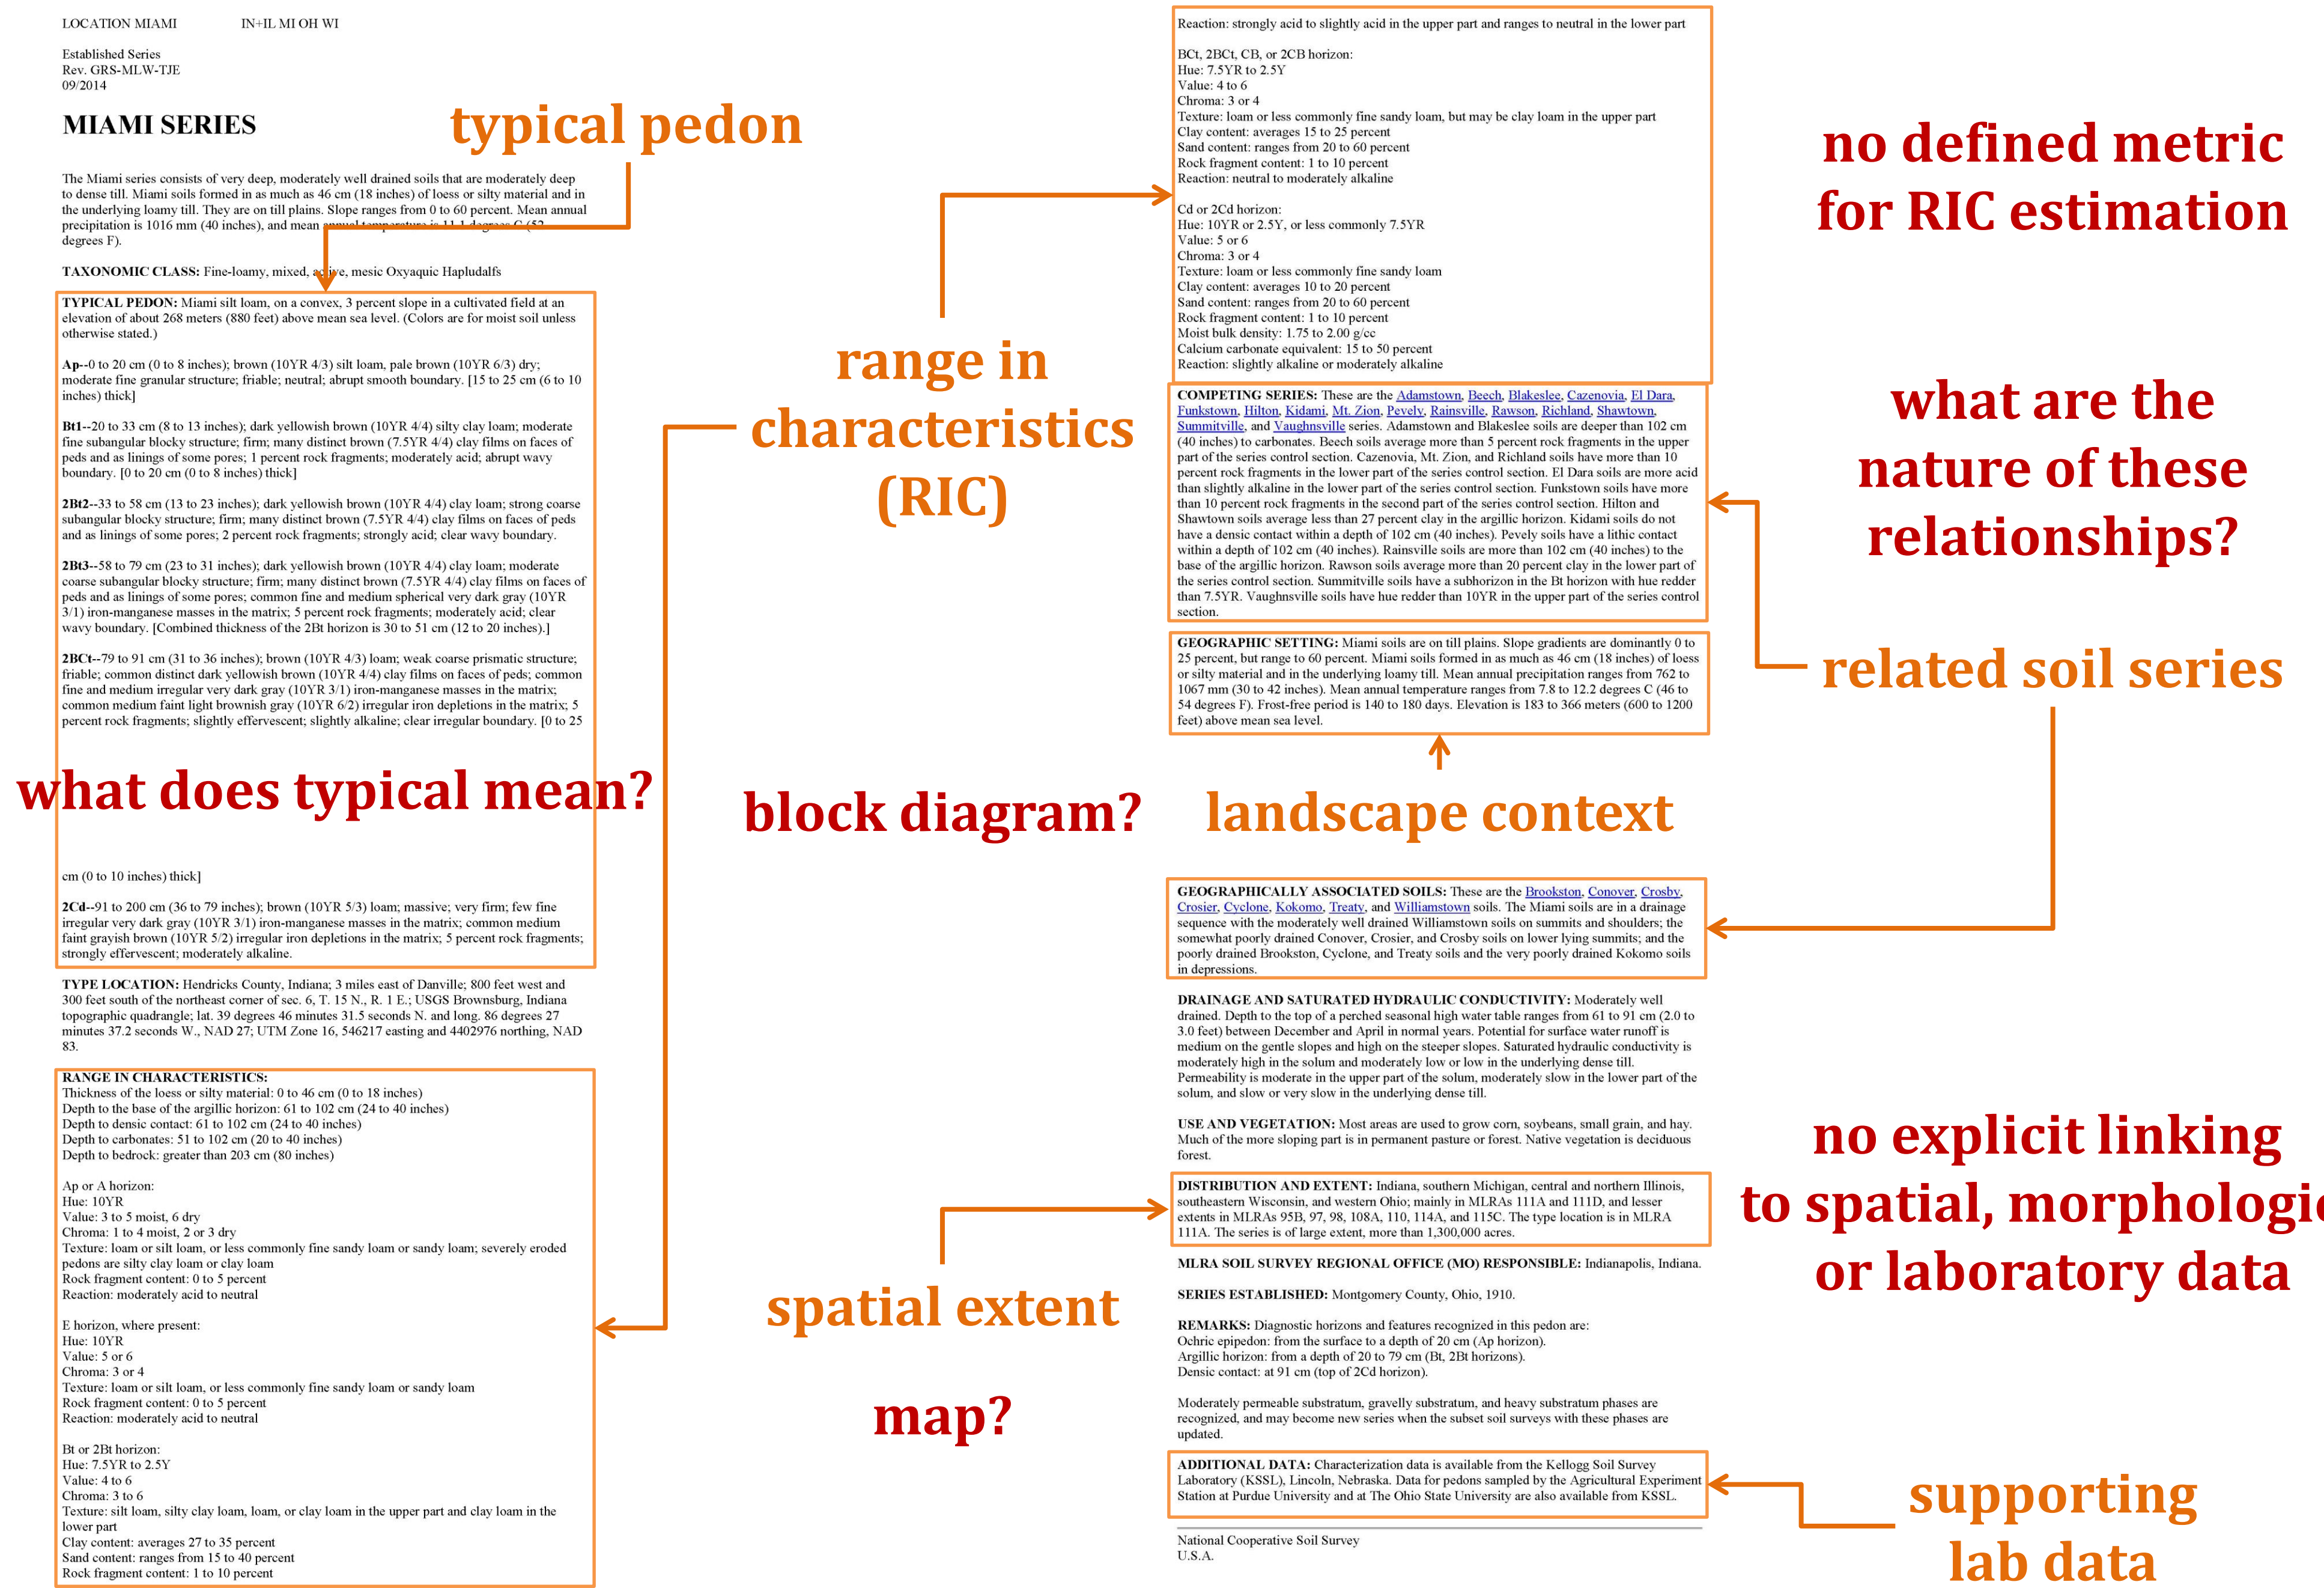 LOCATION MIAMI IN+IL MI OH WI
Established Series
Rev. GRS-MLW-TJE
09/2014
MIAMI SERIES
typical pedon
The Miami series consists of very deep, moderately well drained soils that are moderately deep
to dense till. Miami soils formed in as much as 46 cm (18 inches) of loess or silty material and in
the underlying loamy till. They are on till plains. Slope ranges from 0 to 60 percent. Mean annual
precipitation is 1016 mm (40 inches), and mean annual temperature is 11.1 degrees C (52
degrees F).
TAXONOMIC CLASS: Fine-loamy, mixed, active, mesic Oxyaquic Hapludalfs
TYPICAL PEDON: Miami silt loam, on a convex, 3 percent slope in a cultivated field at an
elevation of about 268 meters (880 feet) above mean sea level. (Colors are for moist soil unless
otherwise stated.)
Ap--0 to 20 cm (0 to 8 inches); brown (10YR 4/3) silt loam, pale brown (10YR 6/3) dry;
moderate fine granular structure; friable; neutral; abrupt smooth boundary. [15 to 25 cm (6 to 10
inches) thick]
Bt1--20 to 33 cm (8 to 13 inches); dark yellowish brown (10YR 4/4) silty clay loam; moderate
fine subangular blocky structure; firm; many distinct brown (7.5YR 4/4) clay films on faces of
peds and as linings of some pores; 1 percent rock fragments; moderately acid; abrupt wavy
boundary. [0 to 20 cm (0 to 8 inches) thick]
2Bt2--33 to 58 cm (13 to 23 inches); dark yellowish brown (10YR 4/4) clay loam; strong coarse
subangular blocky structure; firm; many distinct brown (7.5YR 4/4) clay films on faces of peds
and as linings of some pores; 2 percent rock fragments; strongly acid; clear wavy boundary.
2Bt3--58 to 79 cm (23 to 31 inches); dark yellowish brown (10YR 4/4) clay loam; moderate
coarse subangular blocky structure; firm; many distinct brown (7.5YR 4/4) clay films on faces of
peds and as linings of some pores; common fine and medium spherical very dark gray (10YR
3/1) iron-manganese masses in the matrix; 5 percent rock fragments; moderately acid; clear
wavy boundary. [Combined thickness of the 2Bt horizon is 30 to 51 cm (12 to 20 inches).]
2BCt--79 to 91 cm (31 to 36 inches); brown (10YR 4/3) loam; weak coarse prismatic structure;
friable; common distinct dark yellowish brown (10YR 4/4) clay films on faces of peds; common
fine and medium irregular very dark gray (10YR 3/1) iron-manganese masses in the matrix;
common medium faint light brownish gray (10YR 6/2) irregular iron depletions in the matrix; 5
percent rock fragments; slightly effervescent; slightly alkaline; clear irregular boundary. [0 to 25
what does typical mean?
cm (0 to 10 inches) thick]
2Cd--91 to 200 cm (36 to 79 inches); brown (10YR 5/3) loam; massive; very firm; few fine
irregular very dark gray (10YR 3/1) iron-manganese masses in the matrix; common medium
faint grayish brown (10YR 5/2) irregular iron depletions in the matrix; 5 percent rock fragments;
strongly effervescent; moderately alkaline.
TYPE LOCATION: Hendricks County, Indiana; 3 miles east of Danville; 800 feet west and
300 feet south of the northeast corner of sec. 6, T. 15 N., R. 1 E.; USGS Brownsburg, Indiana
topographic quadrangle; lat. 39 degrees 46 minutes 31.5 seconds N. and long. 86 degrees 27
minutes 37.2 seconds W., NAD 27; UTM Zone 16, 546217 easting and 4402976 northing, NAD
83.
RANGE IN CHARACTERISTICS:
Thickness of the loess or silty material: 0 to 46 cm (0 to 18 inches)
Depth to the base of the argillic horizon: 61 to 102 cm (24 to 40 inches)
Depth to densic contact: 61 to 102 cm (24 to 40 inches)
Depth to carbonates: 51 to 102 cm (20 to 40 inches)
Depth to bedrock: greater than 203 cm (80 inches)
Ap or A horizon:
Hue: 10YR
Value: 3 to 5 moist, 6 dry
Chroma: 1 to 4 moist, 2 or 3 dry
Texture: loam or silt loam, or less commonly fine sandy loam or sandy loam; severely eroded
pedons are silty clay loam or clay loam
Rock fragment content: 0 to 5 percent
Reaction: moderately acid to neutral
E horizon, where present:
Hue: 10YR
Value: 5 or 6
Chroma: 3 or 4
Texture: loam or silt loam, or less commonly fine sandy loam or sandy loam
Rock fragment content: 0 to 5 percent
Reaction: moderately acid to neutral
Bt or 2Bt horizon:
Hue: 7.5YR to 2.5Y
Value: 4 to 6
Chroma: 3 to 6
Texture: silt loam, silty clay loam, loam, or clay loam in the upper part and clay loam in the
lower part
Clay content: averages 27 to 35 percent
Sand content: ranges from 15 to 40 percent
Rock fragment content: 1 to 10 percent
range in
characteristics
(RIC)
block diagram?
spatial extent
map?
Reaction: strongly acid to slightly acid in the upper part and ranges to neutral in the lower part
BCt, 2BCt, CB, or 2CB horizon:
Hue: 7.5YR to 2.5Y
Value: 4 to 6
Chroma: 3 or 4
Texture: loam or less commonly fine sandy loam, but may be clay loam in the upper part
Clay content: averages 15 to 25 percent
Sand content: ranges from 20 to 60 percent
Rock fragment content: 1 to 10 percent
Reaction: neutral to moderately alkaline
Cd or 2Cd horizon:
Hue: 10YR or 2.5Y, or less commonly 7.5YR
Value: 5 or 6
Chroma: 3 or 4
Texture: loam or less commonly fine sandy loam
Clay content: averages 10 to 20 percent
Sand content: ranges from 20 to 60 percent
Rock fragment content: 1 to 10 percent
Moist bulk density: 1.75 to 2.00 g/cc
Calcium carbonate equivalent: 15 to 50 percent
Reaction: slightly alkaline or moderately alkaline
COMPETING SERIES: These are the Adamstown, Beech, Blakeslee, Cazenovia, El Dara,
Funkstown, Hilton, Kidami, Mt. Zion, Pevely, Rainsville, Rawson, Richland, Shawtown,
Summitville, and Vaughnsville series. Adamstown and Blakeslee soils are deeper than 102 cm
(40 inches) to carbonates. Beech soils average more than 5 percent rock fragments in the upper
part of the series control section. Cazenovia, Mt. Zion, and Richland soils have more than 10
percent rock fragments in the lower part of the series control section. El Dara soils are more acid
than slightly alkaline in the lower part of the series control section. Funkstown soils have more
than 10 percent rock fragments in the second part of the series control section. Hilton and
Shawtown soils average less than 27 percent clay in the argillic horizon. Kidami soils do not
have a densic contact within a depth of 102 cm (40 inches). Pevely soils have a lithic contact
within a depth of 102 cm (40 inches). Rainsville soils are more than 102 cm (40 inches) to the
base of the argillic horizon. Rawson soils average more than 20 percent clay in the lower part of
the series control section. Summitville soils have a subhorizon in the Bt horizon with hue redder
than 7.5YR. Vaughnsville soils have hue redder than 10YR in the upper part of the series control
section.
GEOGRAPHIC SETTING: Miami soils are on till plains. Slope gradients are dominantly 0 to
25 percent, but range to 60 percent. Miami soils formed in as much as 46 cm (18 inches) of loess
or silty material and in the underlying loamy till. Mean annual precipitation ranges from 762 to
1067 mm (30 to 42 inches). Mean annual temperature ranges from 7.8 to 12.2 degrees C (46 to
54 degrees F). Frost-free period is 140 to 180 days. Elevation is 183 to 366 meters (600 to 1200
feet) above mean sea level.
landscape context
GEOGRAPHICALLY ASSOCIATED SOILS: These are the Brookston, Conover, Crosby,
Crosier, Cyclone, Kokomo, Treaty, and Williamstown soils. The Miami soils are in a drainage
sequence with the moderately well drained Williamstown soils on summits and shoulders; the
somewhat poorly drained Conover, Crosier, and Crosby soils on lower lying summits; and the
poorly drained Brookston, Cyclone, and Treaty soils and the very poorly drained Kokomo soils
in depressions.
DRAINAGE AND SATURATED HYDRAULIC CONDUCTIVITY: Moderately well
drained. Depth to the top of a perched seasonal high water table ranges from 61 to 91 cm (2.0 to
3.0 feet) between December and April in normal years. Potential for surface water runoff is
medium on the gentle slopes and high on the steeper slopes. Saturated hydraulic conductivity is
moderately high in the solum and moderately low or low in the underlying dense till.
Permeability is moderate in the upper part of the solum, moderately slow in the lower part of the
solum, and slow or very slow in the underlying dense till.
USE AND VEGETATION: Most areas are used to grow corn, soybeans, small grain, and hay.
Much of the more sloping part is in permanent pasture or forest. Native vegetation is deciduous
forest.
DISTRIBUTION AND EXTENT: Indiana, southern Michigan, central and northern Illinois,
southeastern Wisconsin, and western Ohio; mainly in MLRAs 111A and 111D, and lesser
extents in MLRAs 95B, 97, 98, 108A, 110, 114A, and 115C. The type location is in MLRA
111A. The series is of large extent, more than 1,300,000 acres.
MLRA SOIL SURVEY REGIONAL OFFICE (MO) RESPONSIBLE: Indianapolis, Indiana.
SERIES ESTABLISHED: Montgomery County, Ohio, 1910.
REMARKS: Diagnostic horizons and features recognized in this pedon are:
Ochric epipedon: from the surface to a depth of 20 cm (Ap horizon).
Argillic horizon: from a depth of 20 to 79 cm (Bt, 2Bt horizons).
Densic contact: at 91 cm (top of 2Cd horizon).
Moderately permeable substratum, gravelly substratum, and heavy substratum phases are
recognized, and may become new series when the subset soil surveys with these phases are
updated.
ADDITIONAL DATA: Characterization data is available from the Kellogg Soil Survey
Laboratory (KSSL), Lincoln, Nebraska. Data for pedons sampled by the Agricultural Experiment
Station at Purdue University and at The Ohio State University are also available from KSSL.
National Cooperative Soil Survey
U.S.A.
no defined metric
for RIC estimation
what are the
nature of these
relationships?
related soil series
no explicit linking
to spatial, morphologic
or laboratory data
supporting
lab data